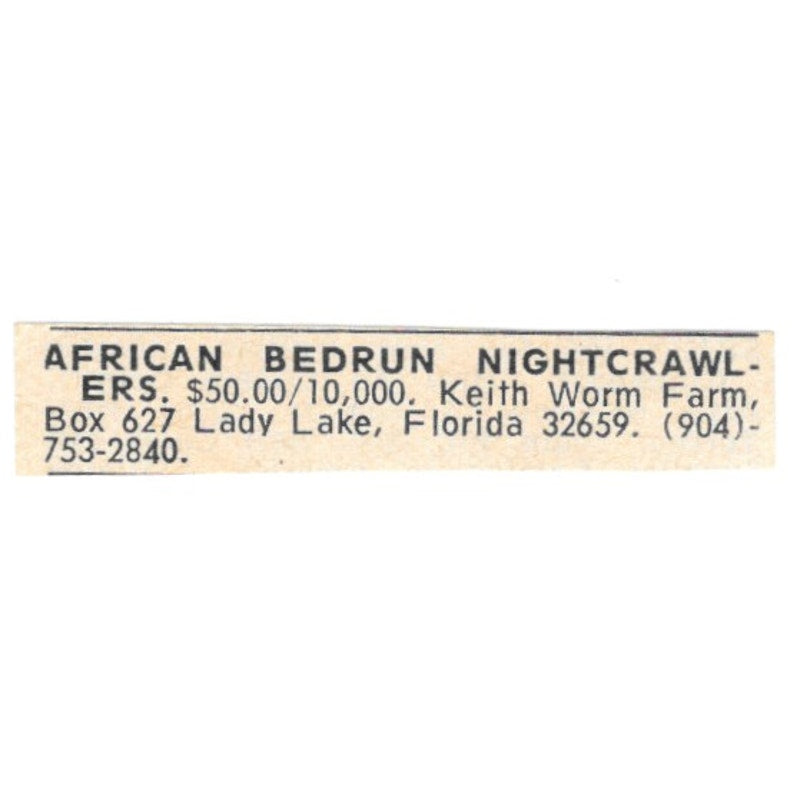 AFRICAN BEDRUN NIGHTCRAWL-
ERS. $50.00/10,000. Keith Worm Farm,
Box 627 Lady Lake, Florida 32659. (904)-
753-2840.